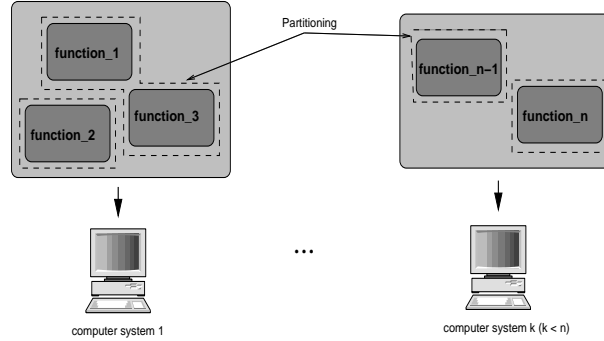 Partitioning
function_1
function_2
function_3
function_n-1
function_n
...
computer system 1
computer system k (k < n)